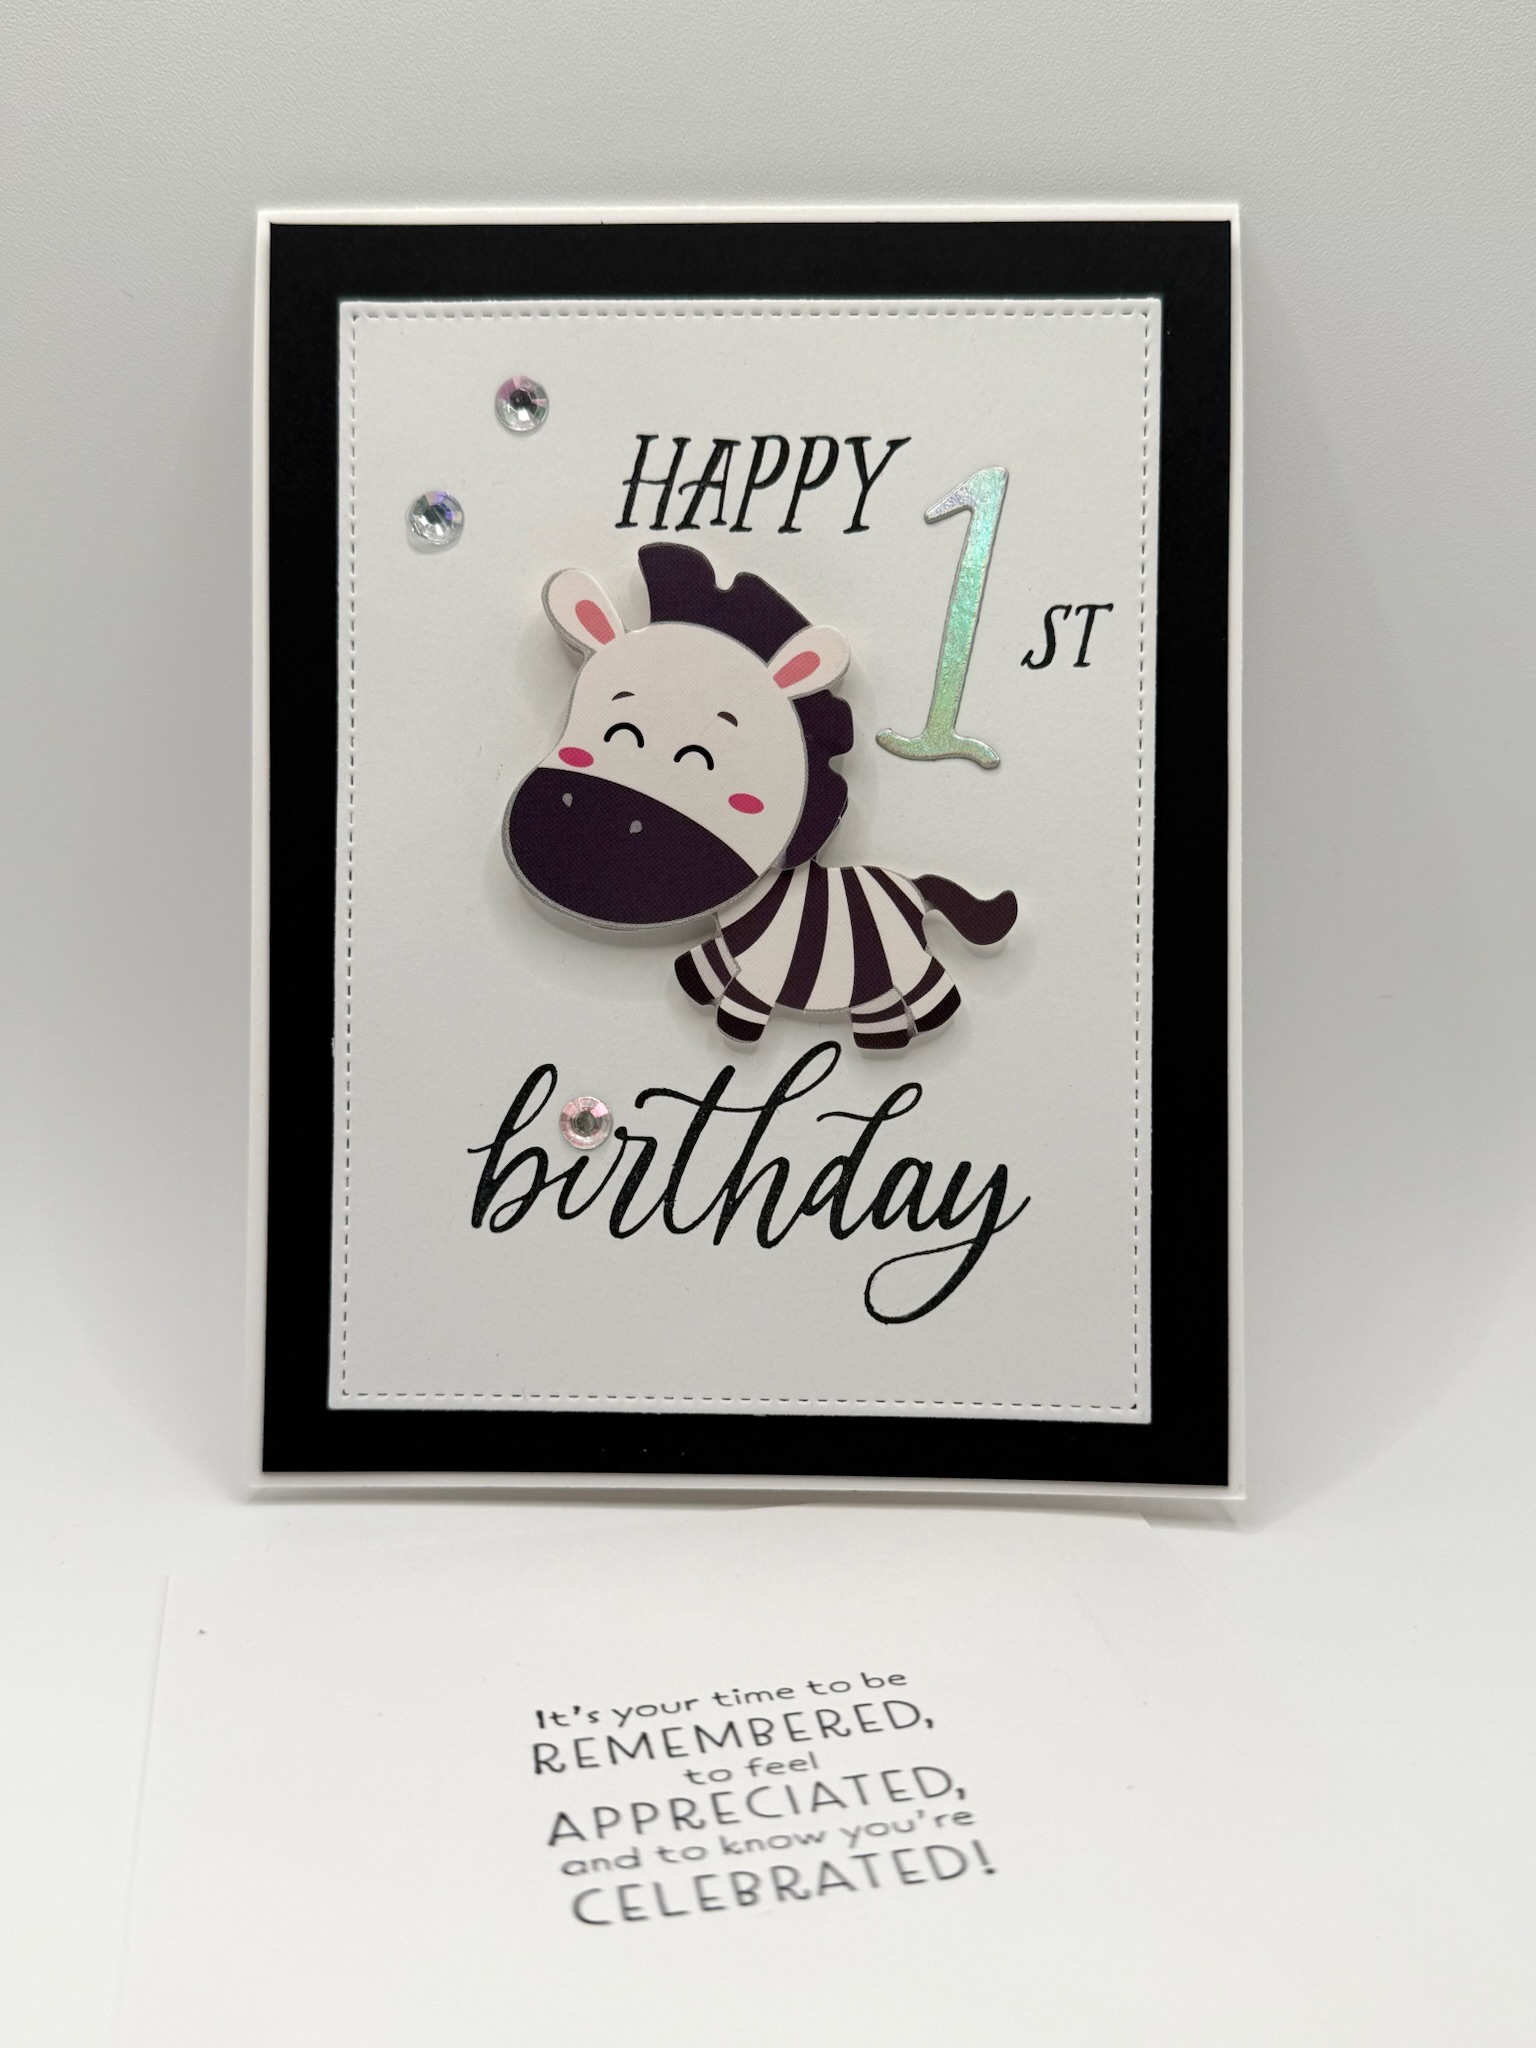 HAPPY
1 ST
birthday
It's your time to be
REMEMBERED,
to feel
APPRECIATED,
and to know you're
CELEBRATED!